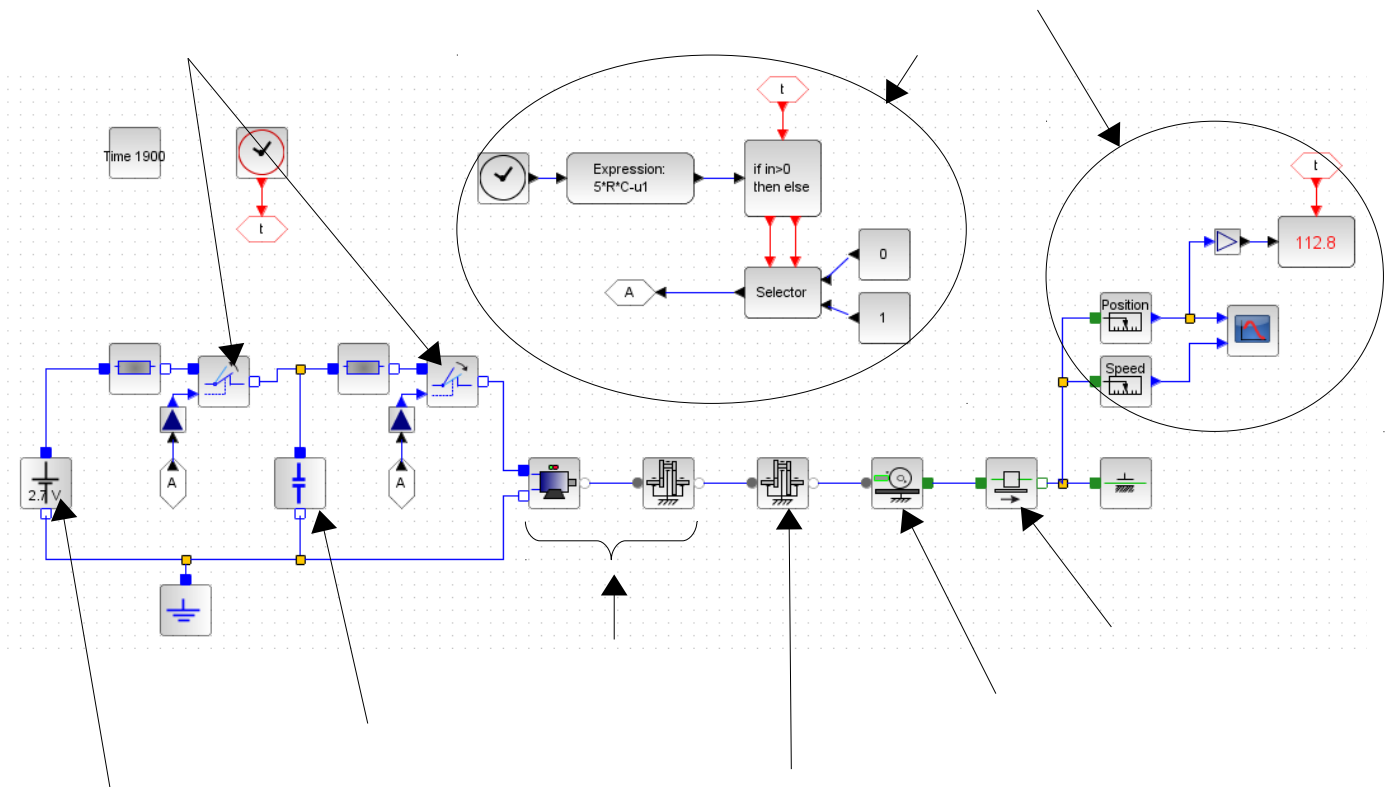 t
Time 1900
Expression:
5*R*C-u1
if in>0
then else
t
t
0
112.8
A
Selector
1
Position
Speed
2.7 V
A
A